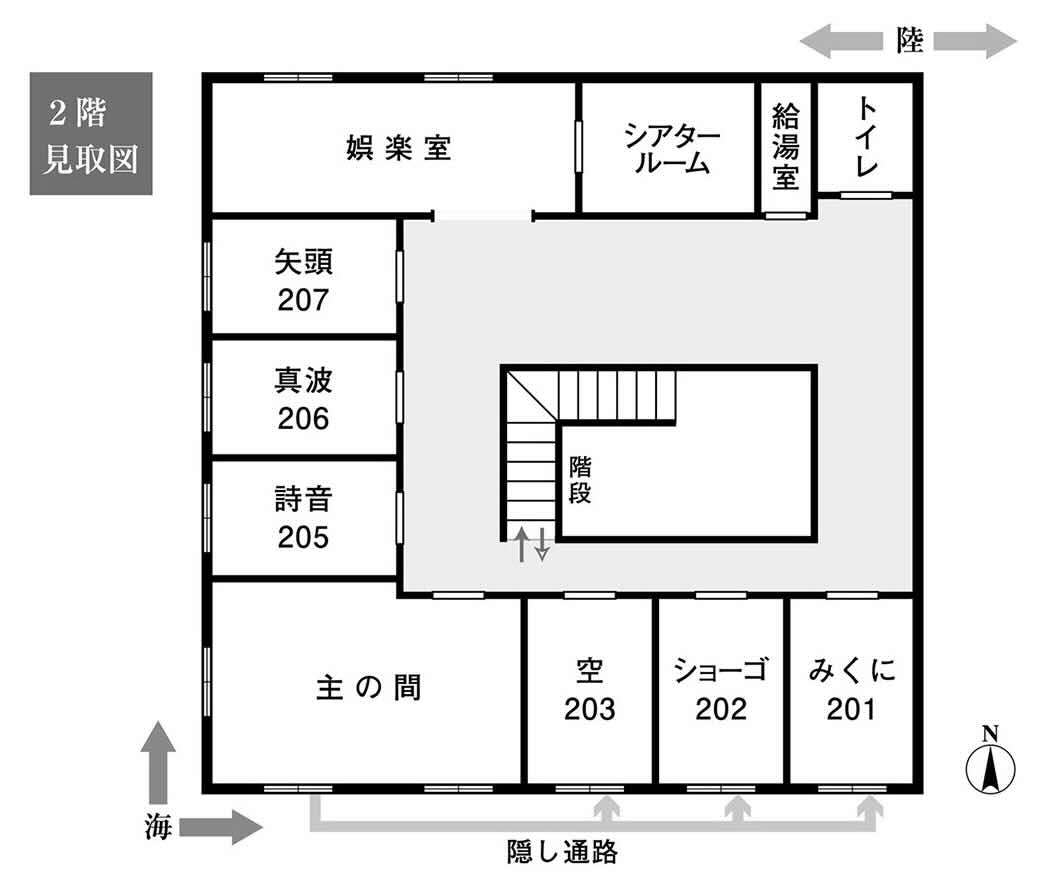 陸
2階
見取図
娯楽室
シアター
ルーム
給湯室
トイレ
矢頭
207
真波
206
階段
詩音
205
主の間
空
203
ショーゴ
202
みくに
201
N
海
隠し通路